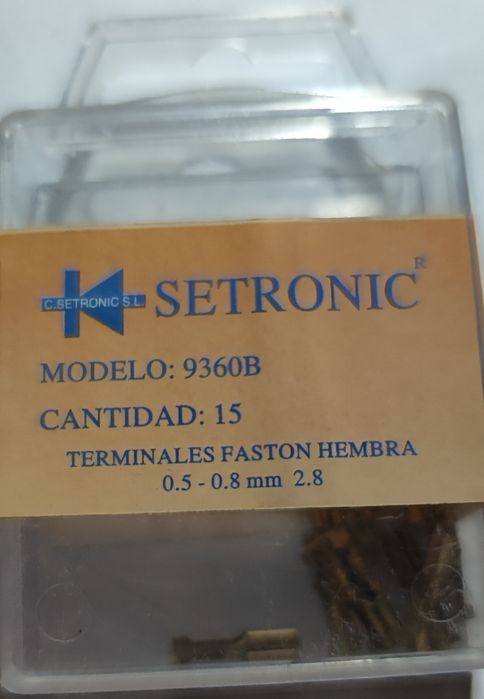 C.SETRONIC S.L.
SETRONIC R
MODELO: 9360B
CANTIDAD: 15
TERMINALES FASTON HEMBRA
0.5 - 0.8 mm 2.8